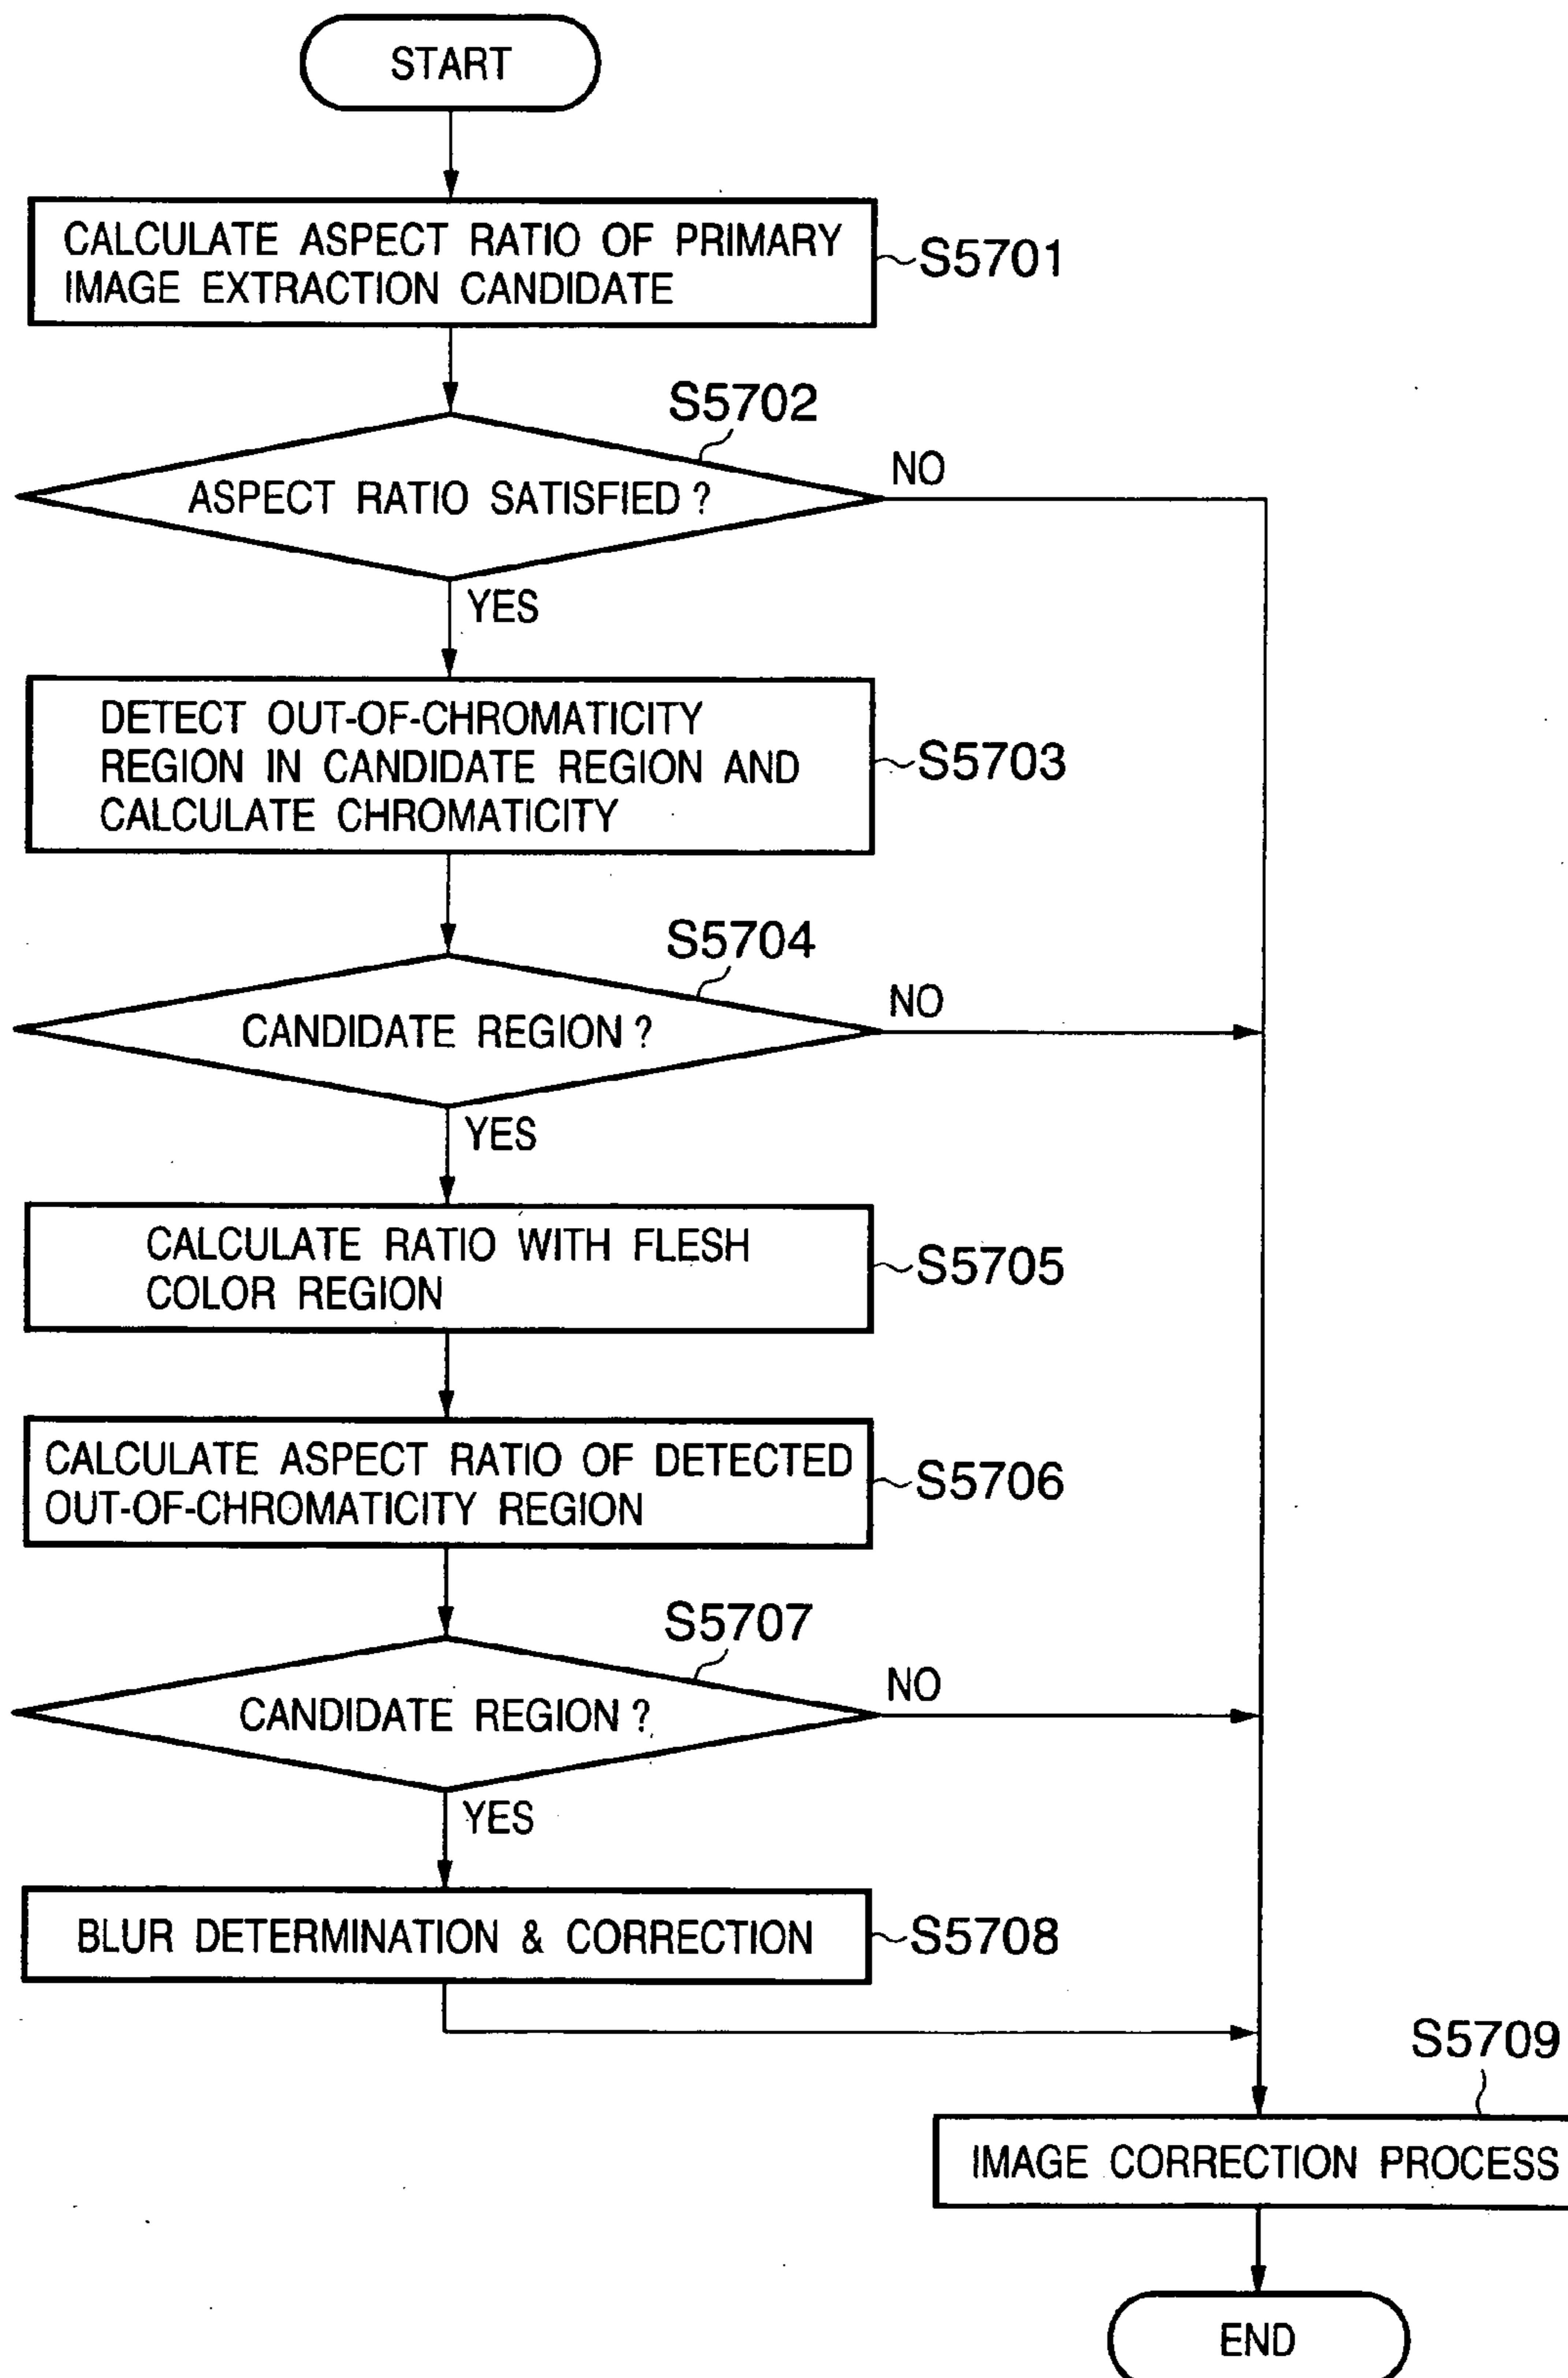 START
CALCULATE ASPECT RATIO OF PRIMARY
IMAGE EXTRACTION CANDIDATE
S5701
S5702
ASPECT RATIO SATISFIED ?
NO
YES
DETECT OUT-OF-CHROMATICITY
REGION IN CANDIDATE REGION AND
CALCULATE CHROMATICITY
S5703
S5704
CANDIDATE REGION ?
NO
YES
CALCULATE RATIO WITH FLESH
COLOR REGION
S5705
CALCULATE ASPECT RATIO OF DETECTED
OUT-OF-CHROMATICITY REGION
S5706
S5707
CANDIDATE REGION ?
NO
YES
BLUR DETERMINATION & CORRECTION
S5708
S5709
IMAGE CORRECTION PROCESS
END